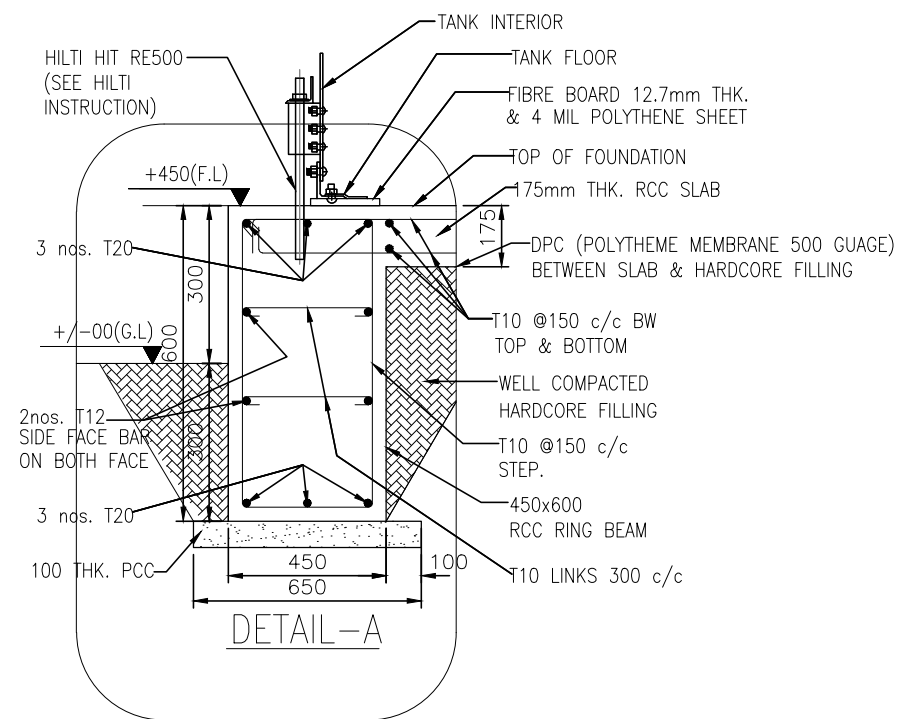 TANK INTERIOR
HILTI HIT RE500
(SEE HILTI
INSTRUCTION)
TANK FLOOR
FIBRE BOARD 12.7mm THK.
& 4 MIL POLYTHENE SHEET
TOP OF FOUNDATION
+450(F.L)
175mm THK. RCC SLAB
175
DPC (POLYTHEME MEMBRANE 500 GUAGE)
BETWEEN SLAB & HARDCORE FILLING
3 nos. T20
300
600
+/-00(G.L)
T10 @150 c/c BW
TOP & BOTTOM
WELL COMPACTED
HARDCORE FILLING
2nos. T12
SIDE FACE BAR
ON BOTH FACE
300
T10 @150 c/c
STEP.
3 nos. T20
450x600
RCC RING BEAM
100 THK. PCC
450
100
T10 LINKS 300 c/c
650
DETAIL-A